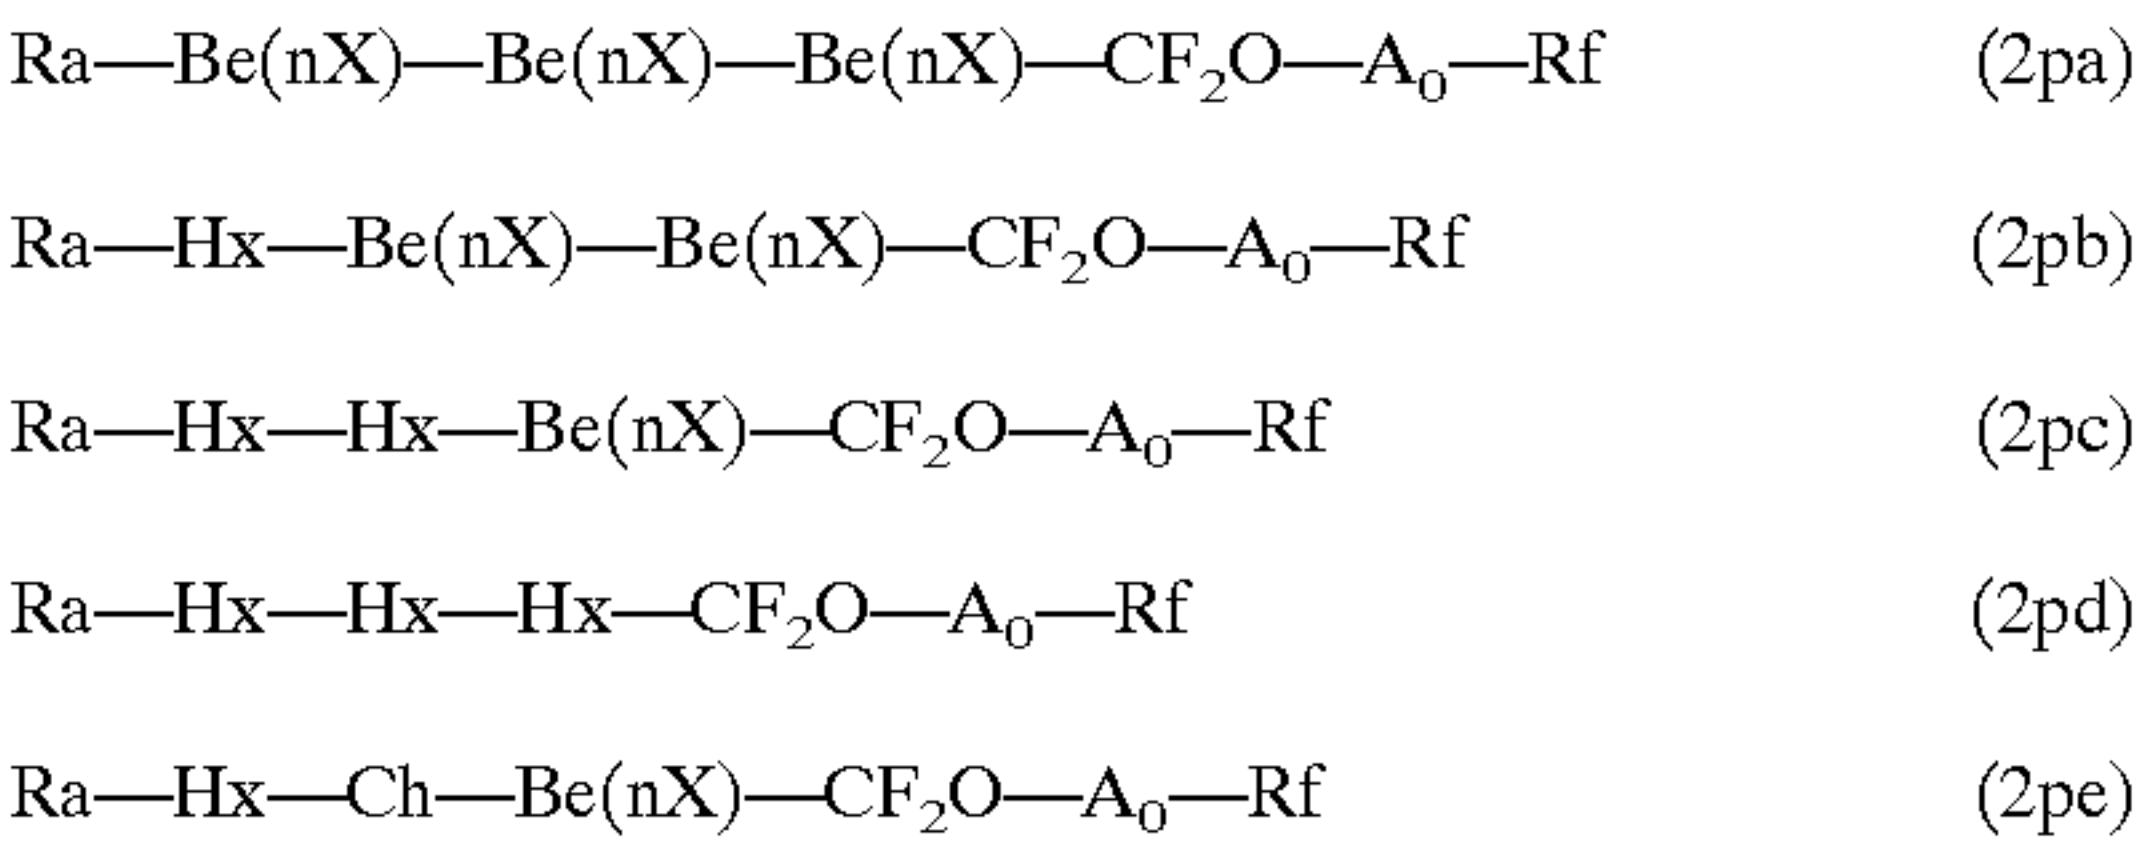 Ra—Be(nX)—Be(nX)—Be(nX)—CF₂O—A₀—Rf (2pa)
Ra—Hx—Be(nX)—Be(nX)—CF₂O—A₀—Rf (2pb)
Ra—Hx—Hx—Be(nX)—CF₂O—A₀—Rf (2pc)
Ra—Hx—Hx—Hx—CF₂O—A₀—Rf (2pd)
Ra—Hx—Ch—Be(nX)—CF₂O—A₀—Rf (2pe)